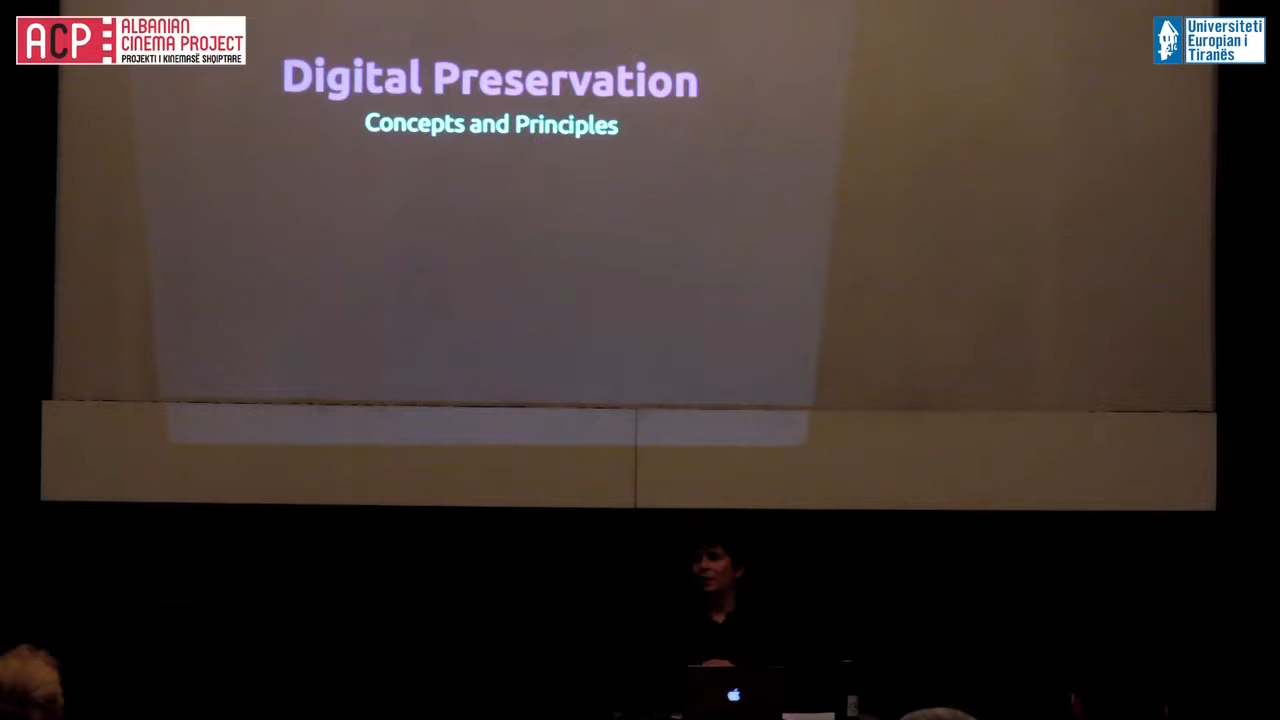 ACP
ALBANIAN
CINEMA PROJECT
PROJEKTI I KINEMASË SHQIPTARE
Universiteti
Europian i
Tiranës
Digital Preservation
Concepts and Principles